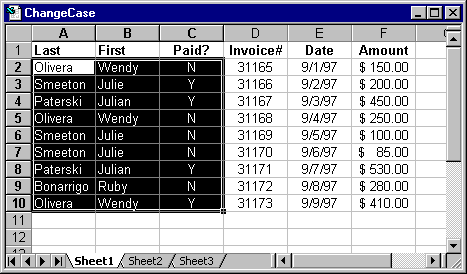 ChangeCase
A B C D E F
1 Last First Paid? Invoice# Date Amount
2 Olivera Wendy N 31165 9/1/97 $ 150.00
3 Smeeton Julie Y 31166 9/2/97 $ 200.00
4 Paterski Julian Y 31167 9/3/97 $ 450.00
5 Olivera Wendy N 31168 9/4/97 $ 250.00
6 Smeeton Julie N 31169 9/5/97 $ 100.00
7 Smeeton Julie N 31170 9/6/97 $ 85.00
8 Paterski Julian Y 31171 9/7/97 $ 530.00
9 Bonarrigo Ruby N 31172 9/8/97 $ 280.00
10 Olivera Wendy Y 31173 9/9/97 $ 410.00
11
12
Sheet1 Sheet2 Sheet3